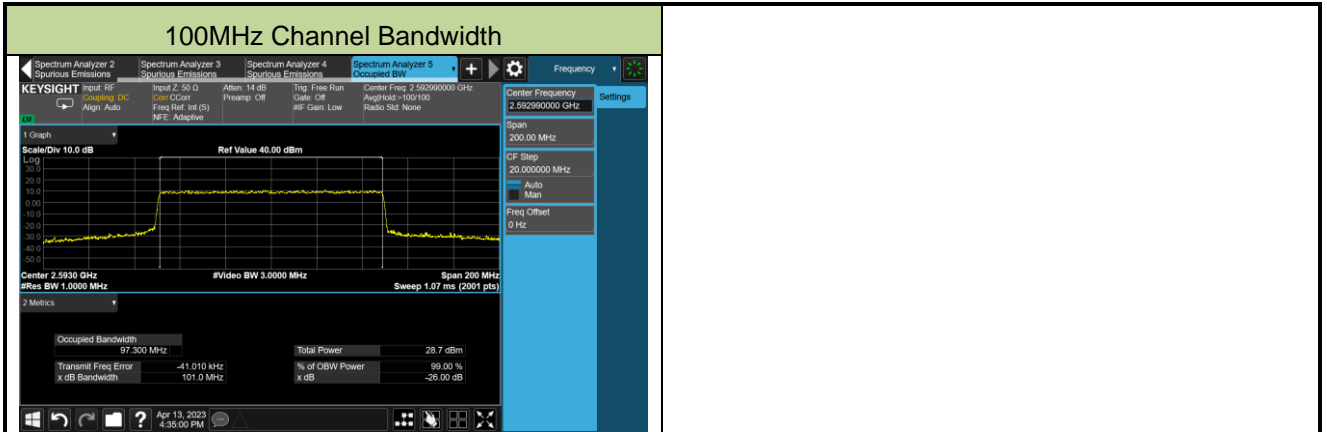 100MHz Channel Bandwidth
Spectrum Analyzer 2 Spectrum Analyzer 3 Spectrum Analyzer 4 Spectrum Analyzer 5
Spurious Emissions Spurious Emissions Spurious Emissions Occupied BW
+ Frequency
KEYSIGHT Input: RF Input Z: 50 Ω Atten: 14 dB Trig: Free Run Center Freq: 2.592990000 GHz
Coupling: DC Corr CCorr Preamp: Off Gate: Off Avg|Hold:>100/100
Align: Auto Freq Ref: Int (S) #IF Gain: Low Radio Std: None
NFE: Adaptive
LXI
1 Graph
Scale/Div 10.0 dB Ref Value 40.00 dBm
Log
30.0
20.0
10.0
0.00
-10.0
-20.0
-30.0
-40.0
-50.0
Center 2.5930 GHz #Video BW 3.0000 MHz Span 200 MHz
#Res BW 1.0000 MHz Sweep 1.07 ms (2001 pts)
2 Metrics
Occupied Bandwidth
97.300 MHz Total Power 28.7 dBm
Transmit Freq Error -41.010 kHz % of OBW Power 99.00 %
x dB Bandwidth 101.0 MHz x dB -26.00 dB
Center Frequency
2.592990000 GHz
Settings
Span
200.00 MHz
CF Step
20.000000 MHz
Auto
Man
Freq Offset
0 Hz
? Apr 13, 2023
4:35:00 PM